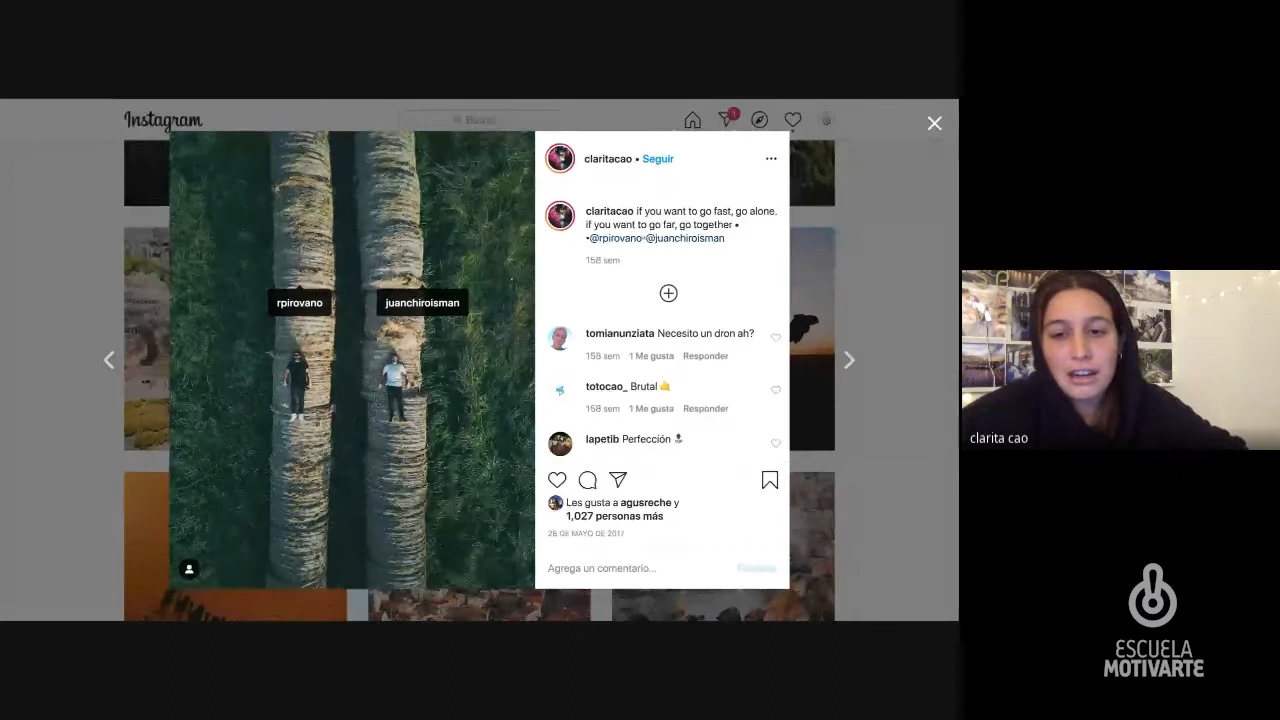 Instagram
Busca
1
claritacao • Seguir
claritacao if you want to go fast, go alone.
if you want to go far, go together •
•@rpirovano◦@juanchiroisman
158 sem
rpirovano
juanchiroisman
tomianunziata Necesito un dron ah?
158 sem 1 Me gusta Responder
totocao_ Brutal 🤙
158 sem 1 Me gusta Responder
lapetib Perfección
Les gusta a agusreche y
1,027 personas más
28 DE MAYO DE 2017
Agrega un comentario...
clarita cao
ESCUELA
MOTIVARTE